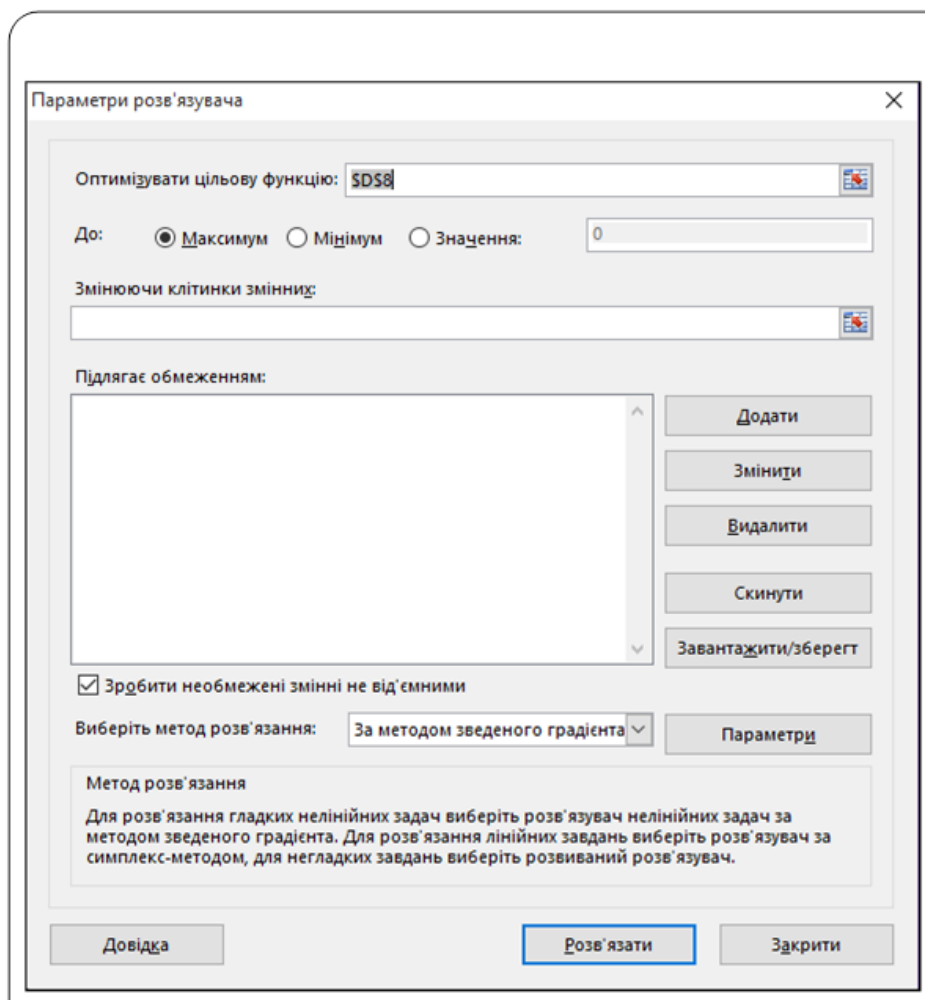 Параметри розв'язувача
Оптимізувати цільову функцію: $D$8
До: Максимум Мінімум Значення: 0
Змінюючи клітинки змінних:
Підлягає обмеженням:
Додати
Змінити
Видалити
Скинути
Завантажити/зберегт
Зробити необмежені змінні не від'ємними
Виберіть метод розв'язання: За методом зведеного градієнта Параметри
Метод розв'язання
Для розв'язання гладких нелінійних задач виберіть розв'язувач нелінійних задач за
методом зведеного градієнта. Для розв'язання лінійних завдань виберіть розв'язувач за
симплекс-методом, для негладких завдань виберіть розвиваний розв'язувач.
Довідка Розв'язати Закрити